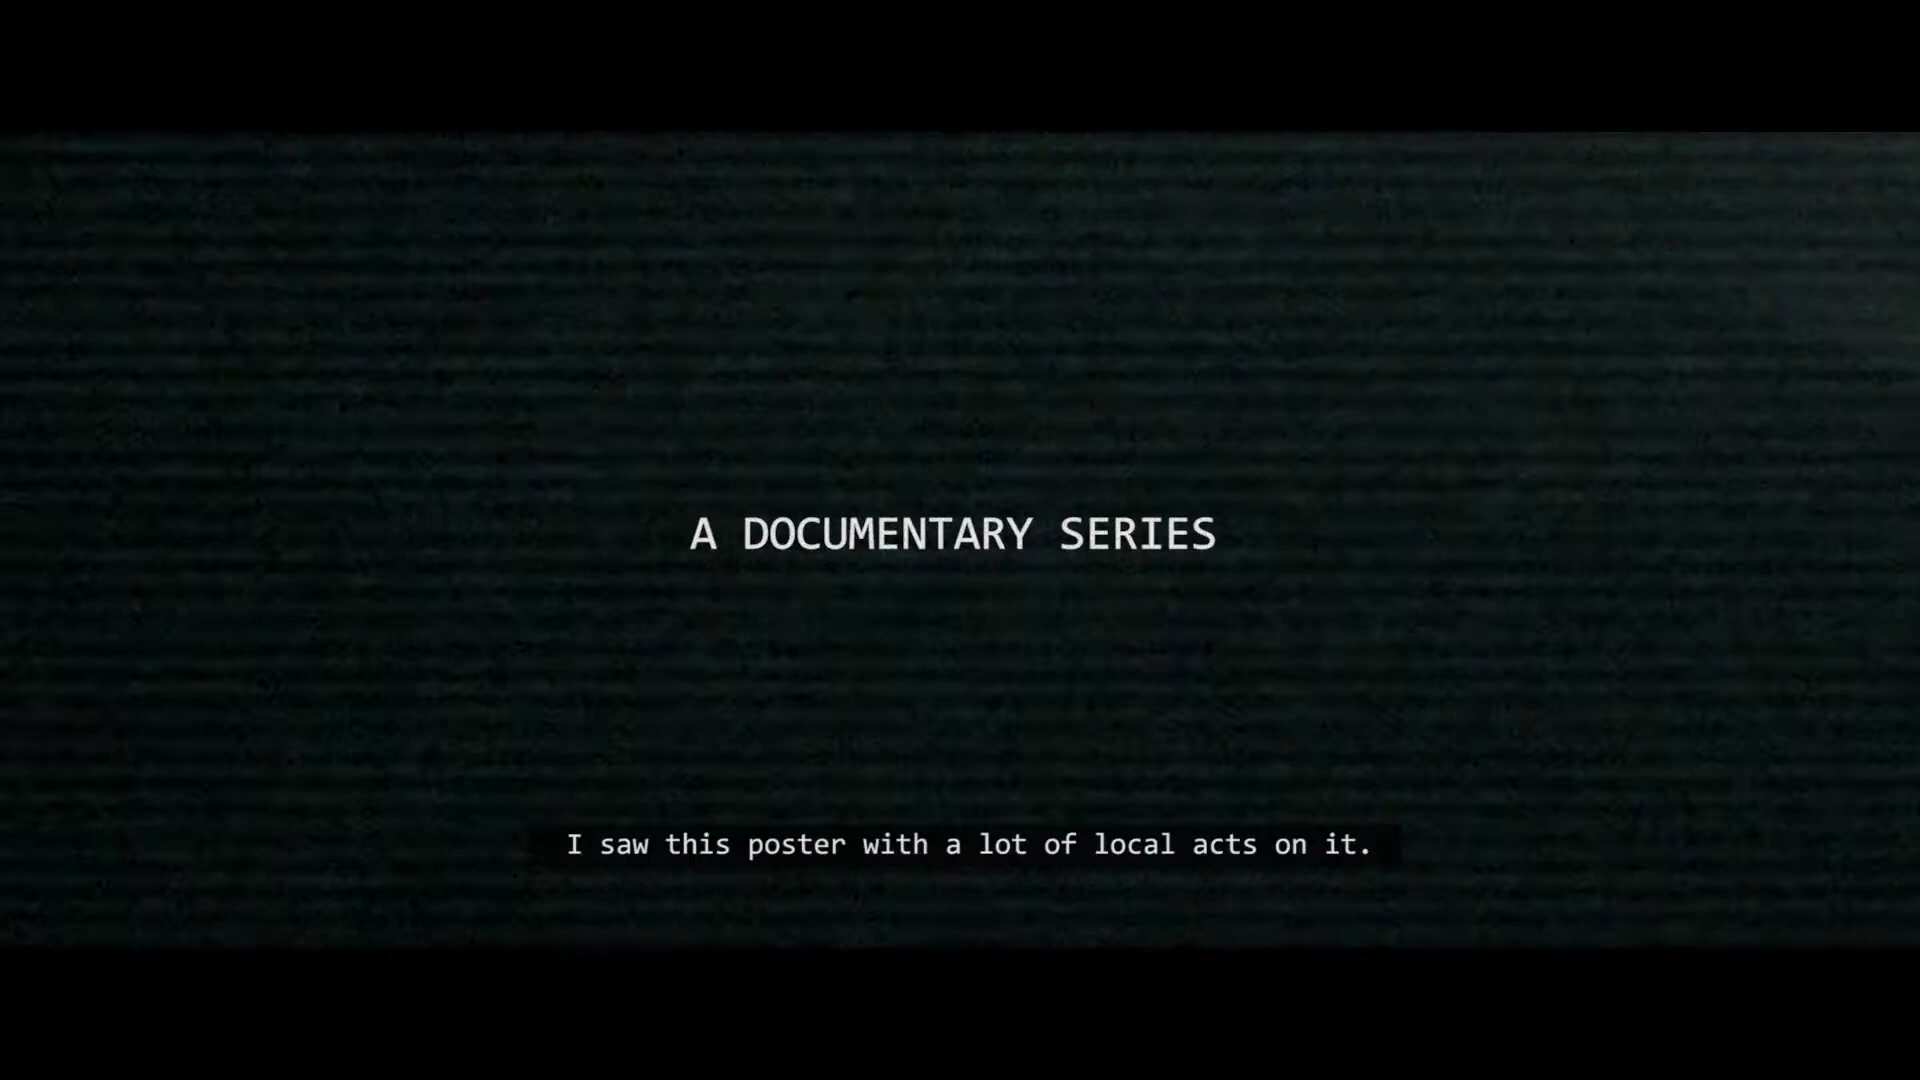 A DOCUMENTARY SERIES
I saw this poster with a lot of local acts on it.